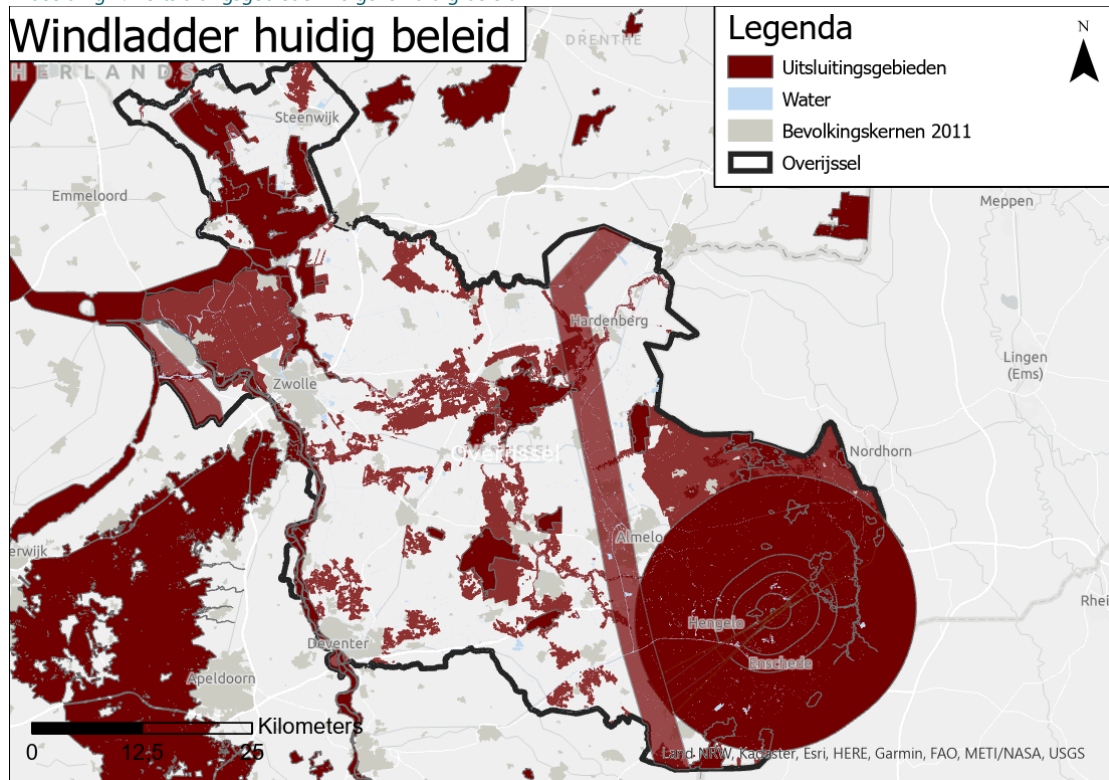 Windladder huidig beleid
Legenda
Uitsluitingsgebieden
Water
Bevolkingskernen 2011
Overijssel
N
DRENTHE
HERLANDS
Steenwijk
Emmeloord
Meppen
Hardenberg
Lingen
(Ems)
Zwolle
Overijssel
Nordhorn
Almelo
erwijk
Rhei
Hengelo
Deventer
Enschede
Apeldoorn
Kilometers
0 12,5 25
Land NRW, Kadaster, Esri, HERE, Garmin, FAO, METI/NASA, USGS